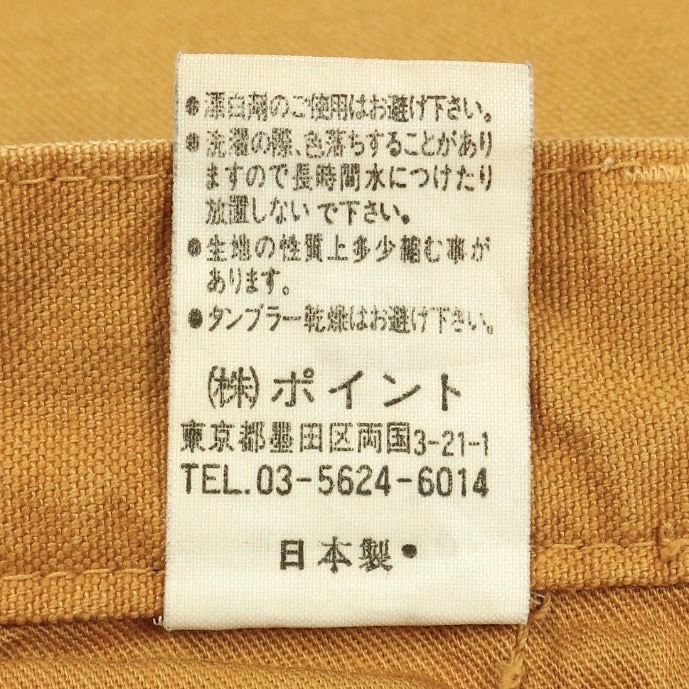 ●漂白剤のご使用はお避け下さい。
●洗濯の際、色落ちすることがあり
ますので長時間水につけたり
放置しないで下さい。
●生地の性質上多少縮む事が
あります。
●タンブラー乾燥はお避け下さい。
㈱ポイント
東京都墨田区両国3-21-1
TEL.03-5624-6014
日本製●